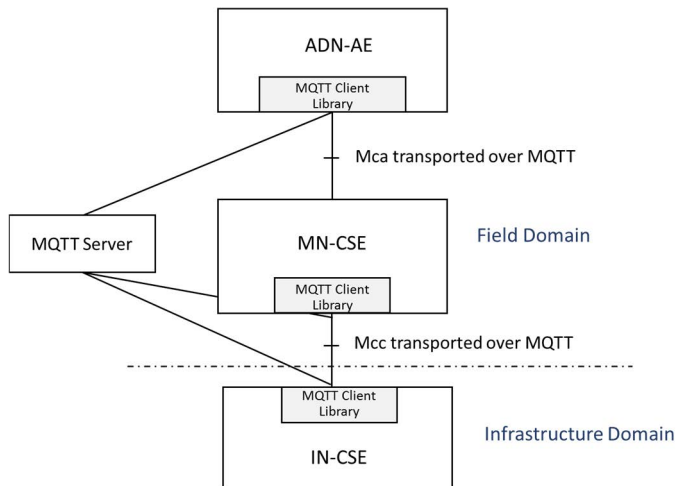 ADN-AE
MQTT Client
Library
Mca transported over MQTT
MQTT Server
MN-CSE
Field Domain
MQTT Client
Library
Mcc transported over MQTT
MQTT Client
Library
Infrastructure Domain
IN-CSE